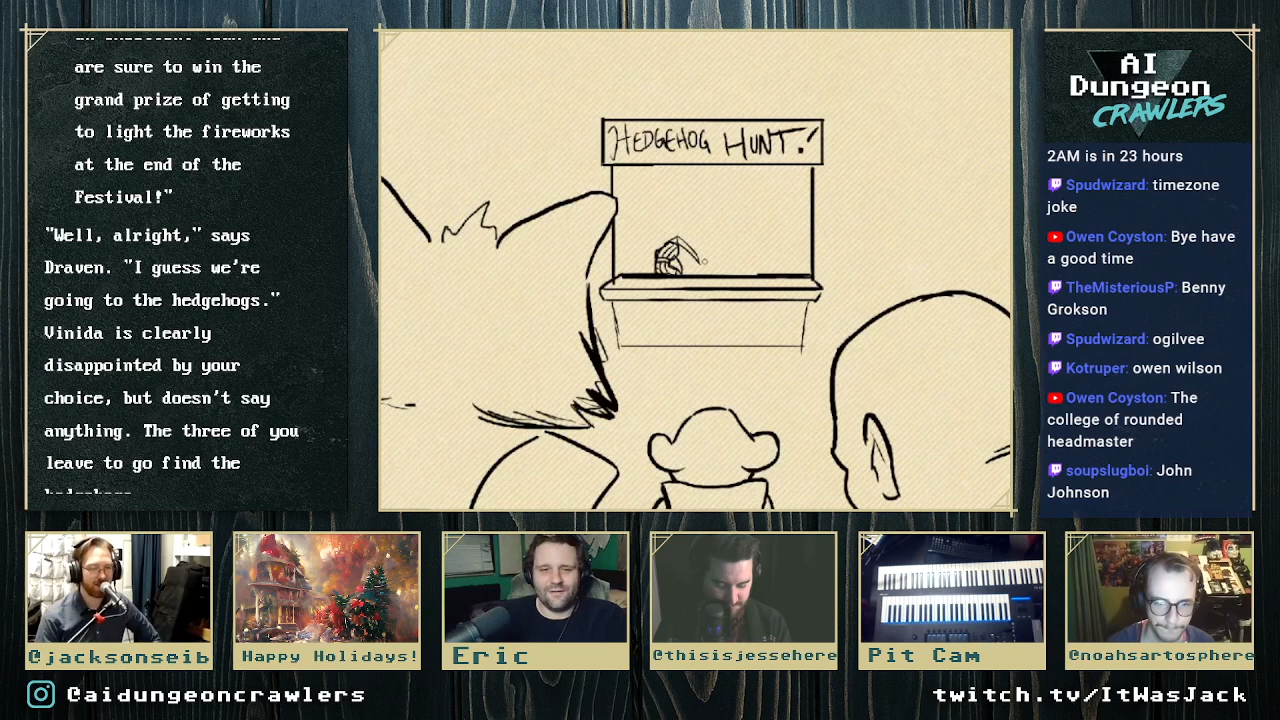 are sure to win the
grand prize of getting
to light the fireworks
at the end of the
Festival!"
"Well, alright," says
Draven. "I guess we're
going to the hedgehogs."
Vinida is clearly
disappointed by your
choice, but doesn't say
anything. The three of you
leave to go find the
HEDGEHOG HUNT!
AI
Dungeon
CRAWLERS
2AM is in 23 hours
Spudwizard: timezone
joke
Owen Coyston: Bye have
a good time
TheMisteriousP: Benny
Grokson
Spudwizard: ogilvee
Kotruper: owen wilson
Owen Coyston: The
college of rounded
headmaster
soupslugboi: John
Johnson
@jacksonseib
Happy Holidays!
Eric
@thisisjessehere
Pit Cam
@noahsartosphere
@aidungeoncrawlers
twitch.tv/ItWasJack